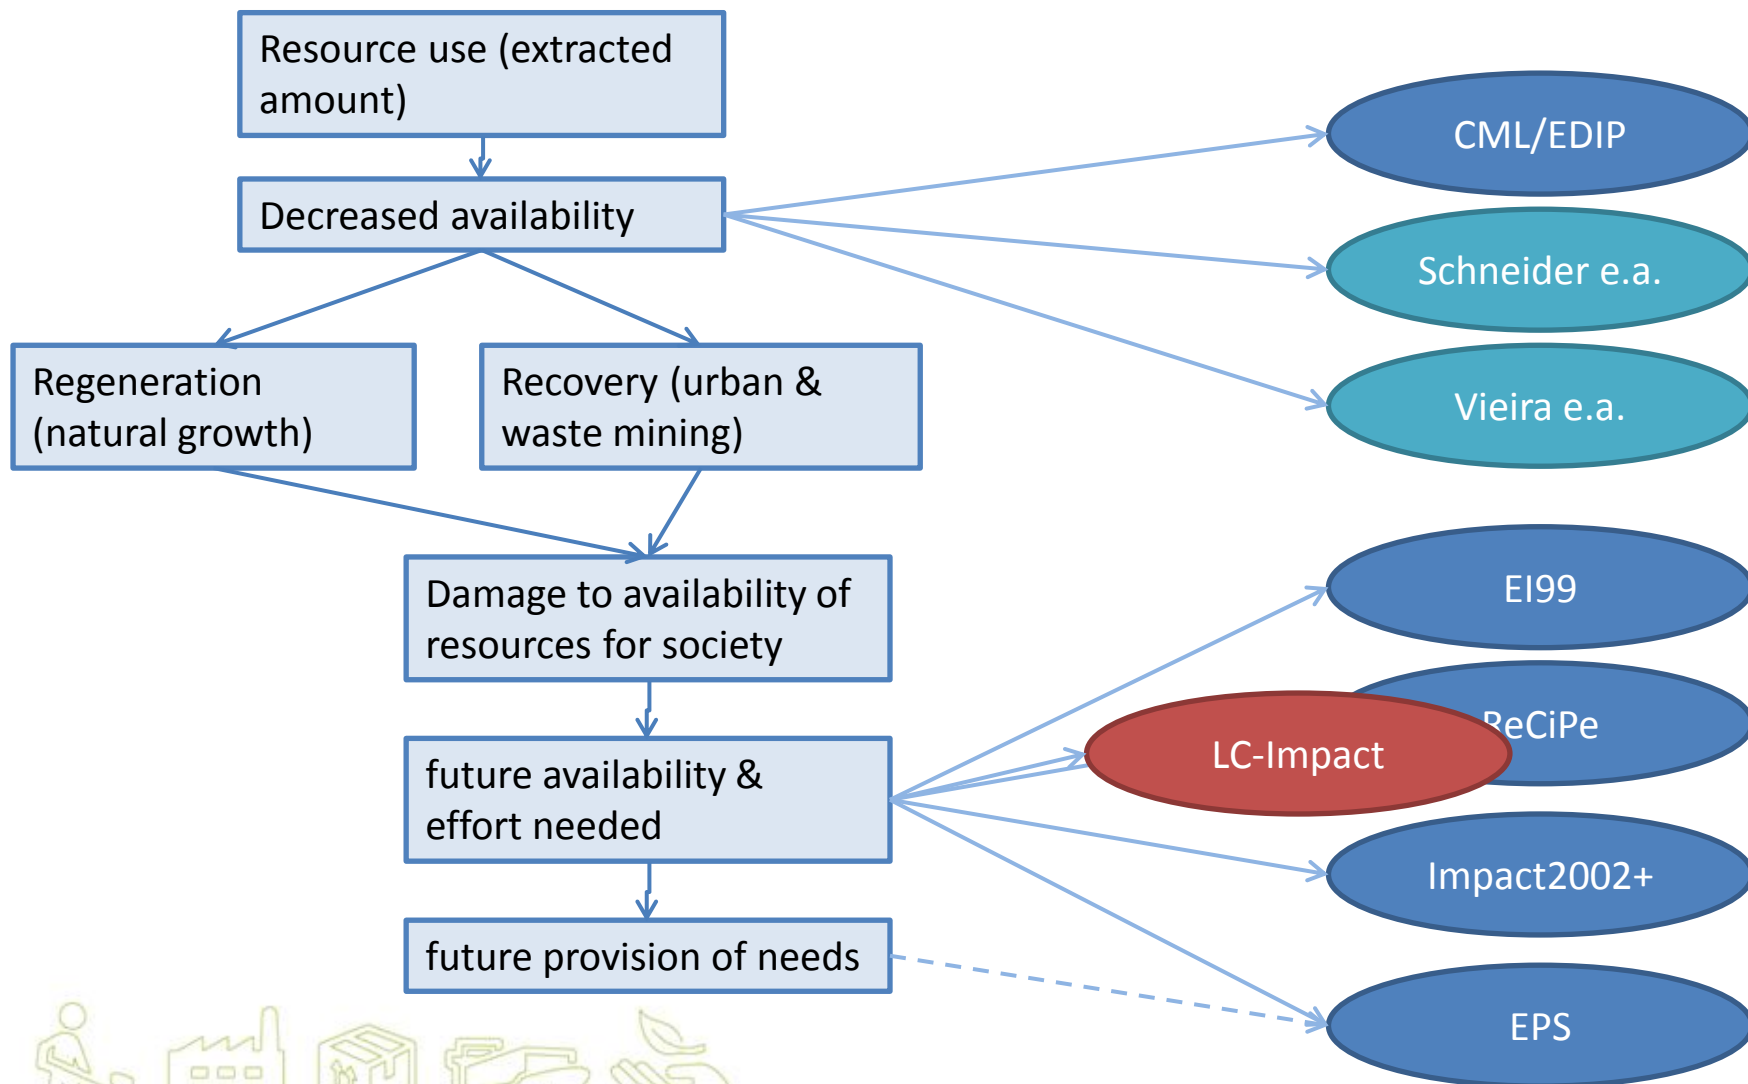 Resource use (extracted
amount)
Decreased availability
Regeneration
(natural growth)
Recovery (urban &
waste mining)
Damage to availability of
resources for society
future availability &
effort needed
future provision of needs
CML/EDIP
Schneider e.a.
Vieira e.a.
EI99
ReCiPe
LC-Impact
Impact2002+
EPS